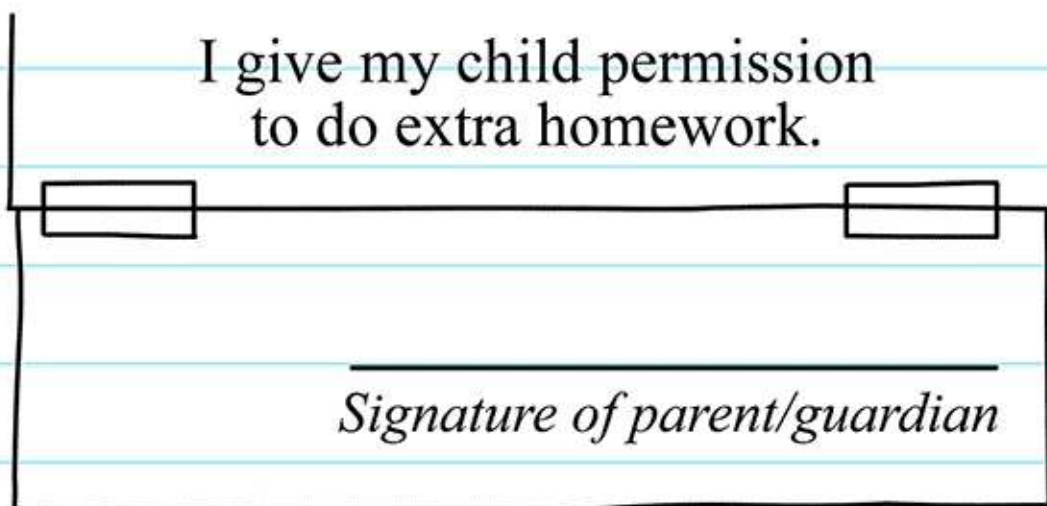 I give my child permission
to do extra homework.
Signature of parent/guardian